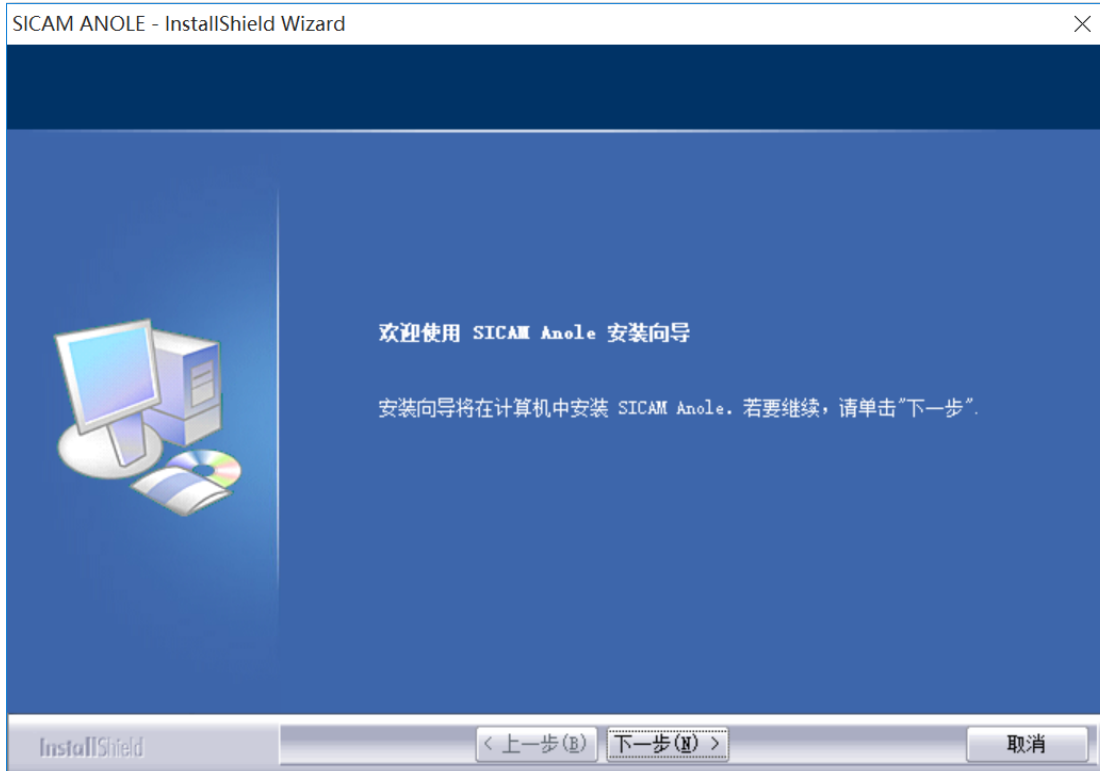 SICAM ANOLE - InstallShield Wizard
欢迎使用 SICAM Anole 安装向导
安装向导将在计算机中安装 SICAM Anole. 若要继续，请单击"下一步".
InstallShield
< 上一步(B)
下一步(N) >
取消